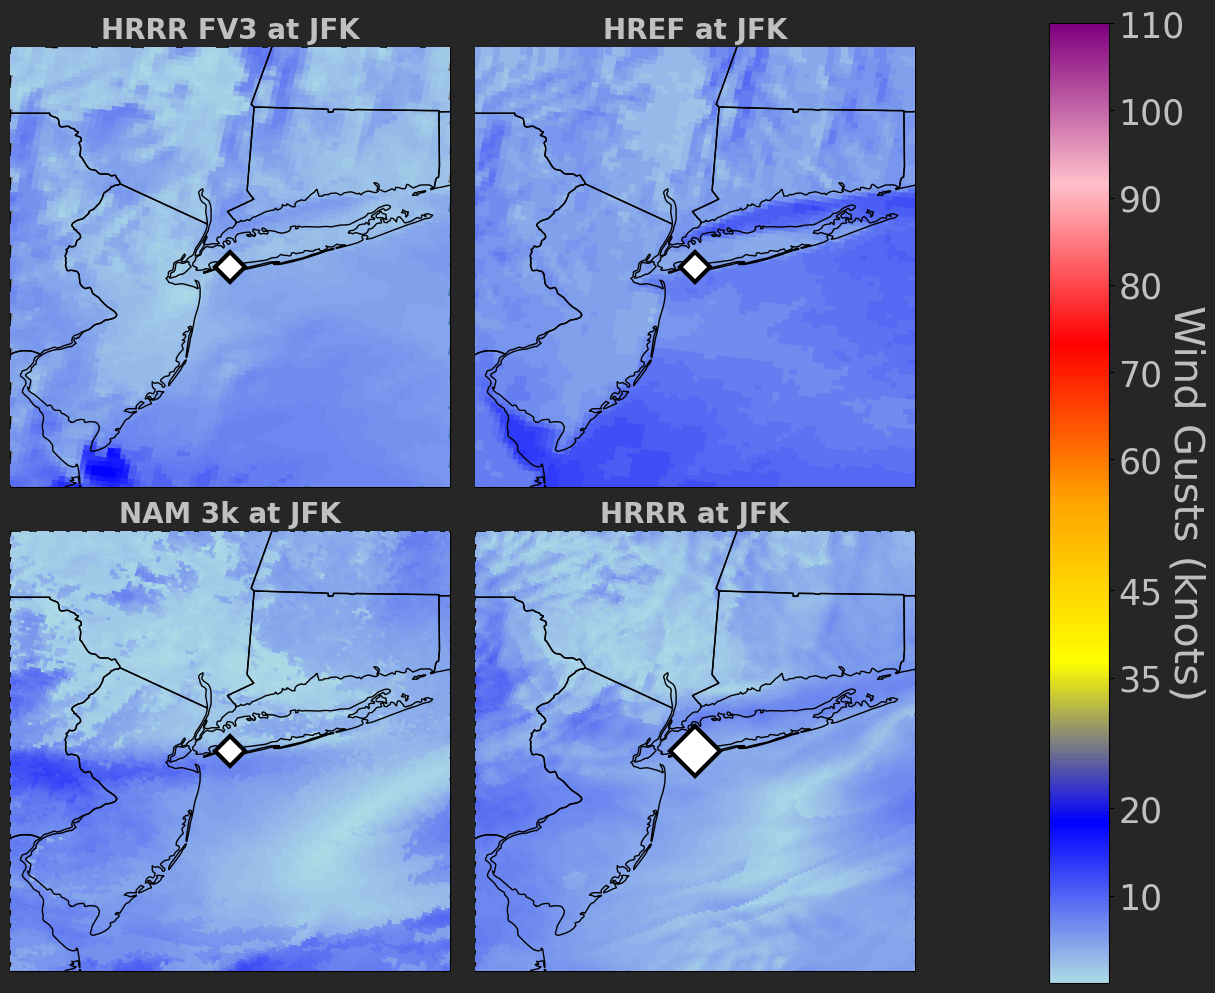 HRRR FV3 at JFK
HREF at JFK
NAM 3k at JFK
HRRR at JFK
110
100
90
80
70
60
45
35
20
10
Wind Gusts (knots)